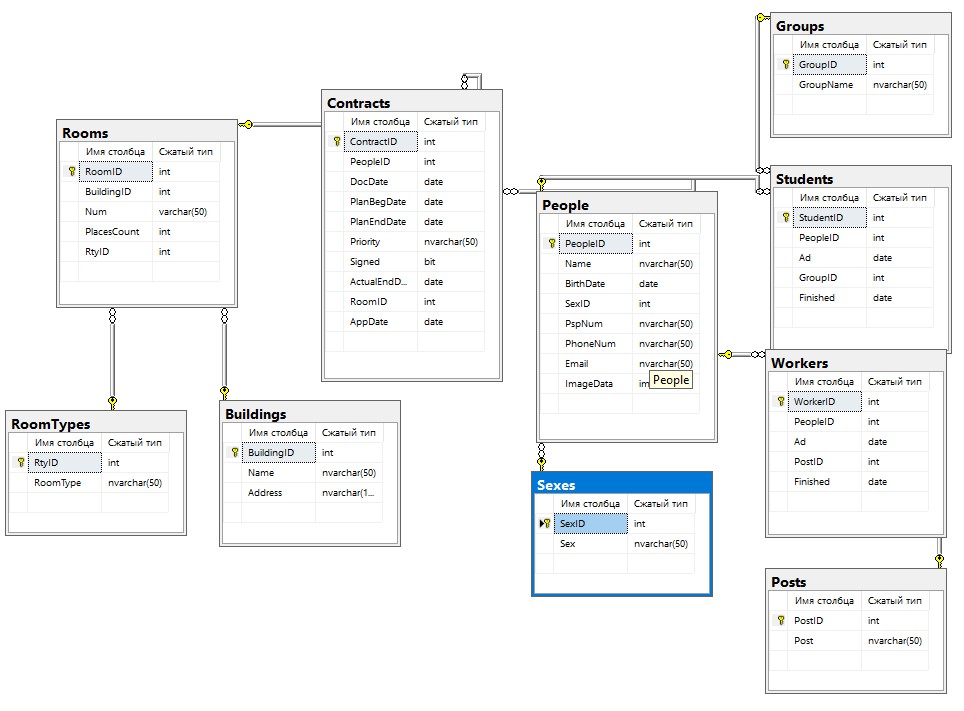 Groups
Имя столбца Сжатый тип
GroupID int
GroupName nvarchar(50)
Contracts
Имя столбца Сжатый тип
ContractID int
PeopleID int
DocDate date
PlanBegDate date
PlanEndDate date
Priority nvarchar(50)
Signed bit
ActualEndD... date
RoomID int
AppDate date
Rooms
Имя столбца Сжатый тип
RoomID int
BuildingID int
Num varchar(50)
PlacesCount int
RtyID int
Students
Имя столбца Сжатый тип
StudentID int
PeopleID int
Ad date
GroupID int
Finished date
People
Имя столбца Сжатый тип
PeopleID int
Name nvarchar(50)
BirthDate date
SexID int
PspNum nvarchar(50)
PhoneNum nvarchar(50)
Email nvarchar(50)
ImageData im
People
Workers
Имя столбца Сжатый тип
WorkerID int
PeopleID int
Ad date
PostID int
Finished date
RoomTypes
Имя столбца Сжатый тип
RtyID int
RoomType nvarchar(50)
Buildings
Имя столбца Сжатый тип
BuildingID int
Name nvarchar(50)
Address nvarchar(1...
Sexes
Имя столбца Сжатый тип
SexID int
Sex nvarchar(50)
Posts
Имя столбца Сжатый тип
PostID int
Post nvarchar(50)